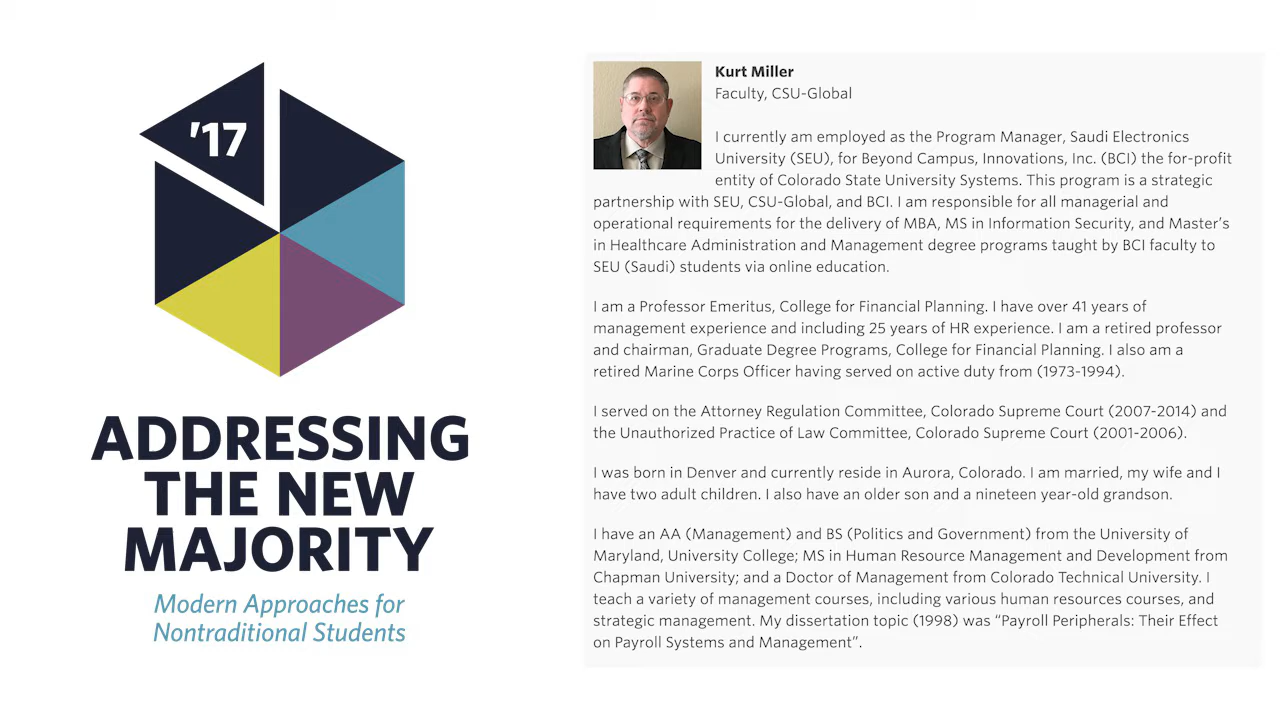 ’17
ADDRESSING
THE NEW
MAJORITY
Modern Approaches for
Nontraditional Students
Kurt Miller
Faculty, CSU-Global
I currently am employed as the Program Manager, Saudi Electronics
University (SEU), for Beyond Campus, Innovations, Inc. (BCI) the for-profit
entity of Colorado State University Systems. This program is a strategic
partnership with SEU, CSU-Global, and BCI. I am responsible for all managerial and
operational requirements for the delivery of MBA, MS in Information Security, and Master’s
in Healthcare Administration and Management degree programs taught by BCI faculty to
SEU (Saudi) students via online education.
I am a Professor Emeritus, College for Financial Planning. I have over 41 years of
management experience and including 25 years of HR experience. I am a retired professor
and chairman, Graduate Degree Programs, College for Financial Planning. I also am a
retired Marine Corps Officer having served on active duty from (1973-1994).
I served on the Attorney Regulation Committee, Colorado Supreme Court (2007-2014) and
the Unauthorized Practice of Law Committee, Colorado Supreme Court (2001-2006).
I was born in Denver and currently reside in Aurora, Colorado. I am married, my wife and I
have two adult children. I also have an older son and a nineteen year-old grandson.
I have an AA (Management) and BS (Politics and Government) from the University of
Maryland, University College; MS in Human Resource Management and Development from
Chapman University; and a Doctor of Management from Colorado Technical University. I
teach a variety of management courses, including various human resources courses, and
strategic management. My dissertation topic (1998) was “Payroll Peripherals: Their Effect
on Payroll Systems and Management”.